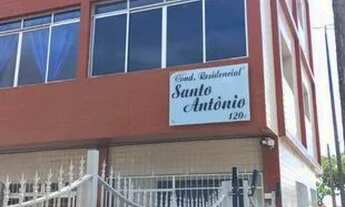 Cond. Residencial
Santo
Antônio
120